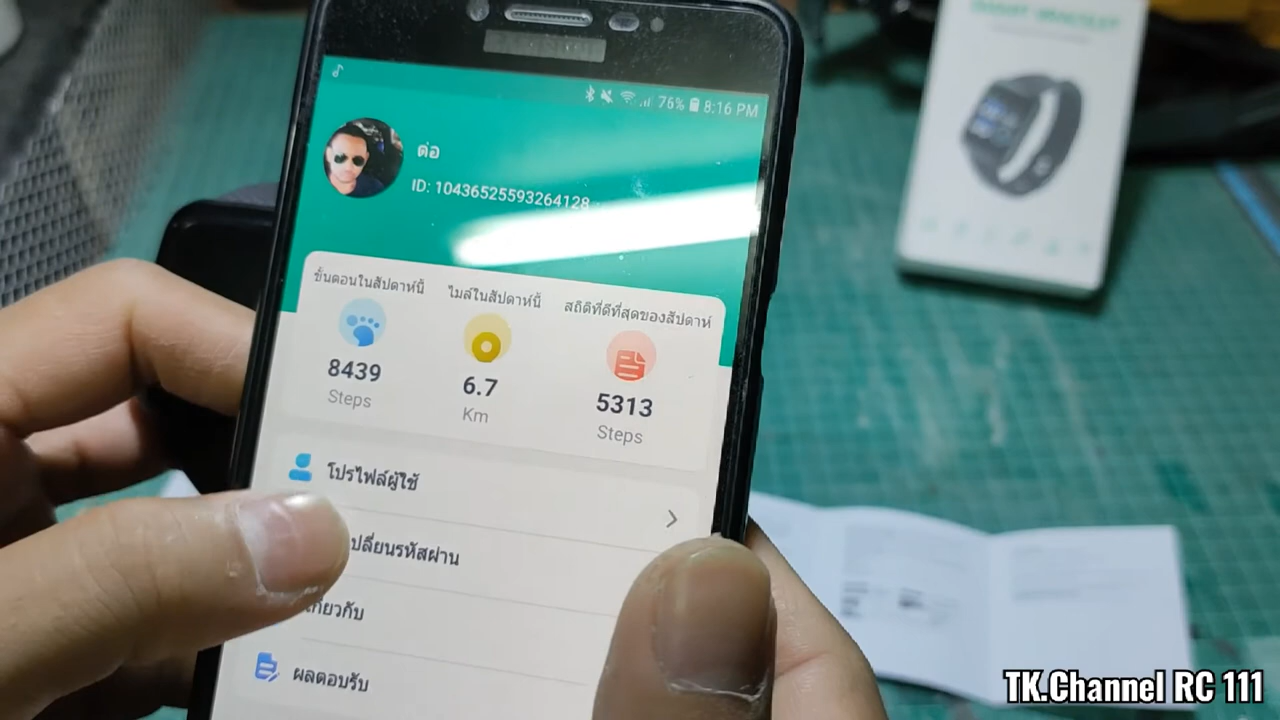 76% 8:16 PM
ต่อ
ID: 10436525593264128
ขั้นตอนในสัปดาห์นี้ ไมล์ในสัปดาห์นี้ สถิติที่ดีที่สุดของสัปดาห์
8439 6.7 5313
Steps Km Steps
โปรไฟล์ผู้ใช้
ปลี่ยนรหัสผ่าน
เกี่ยวกับ
ผลตอบรับ
SMART BRACELET
TK.Channel RC 111